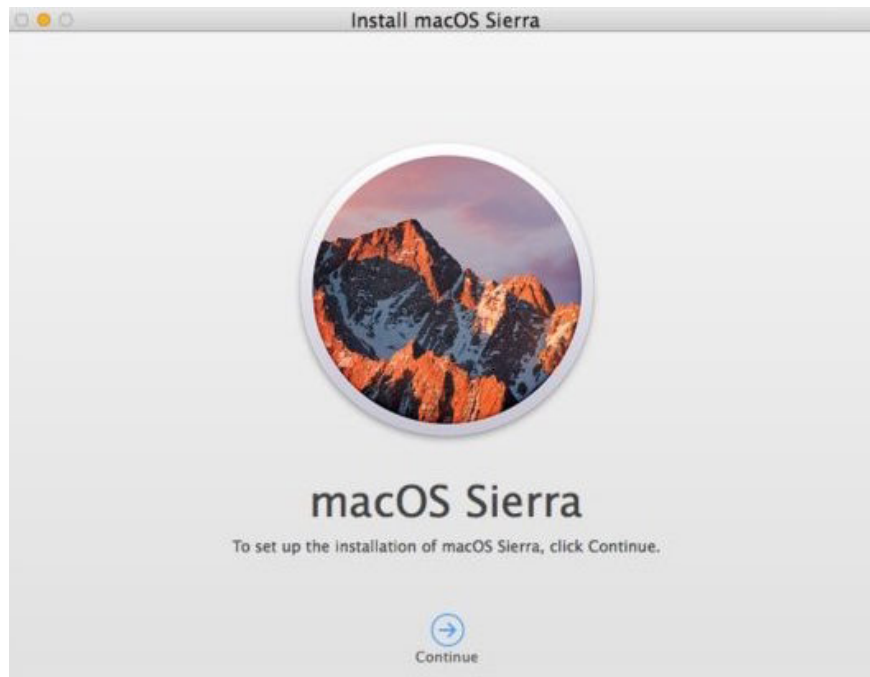 Install macOS Sierra
macOS Sierra
To set up the installation of macOS Sierra, click Continue.
Continue